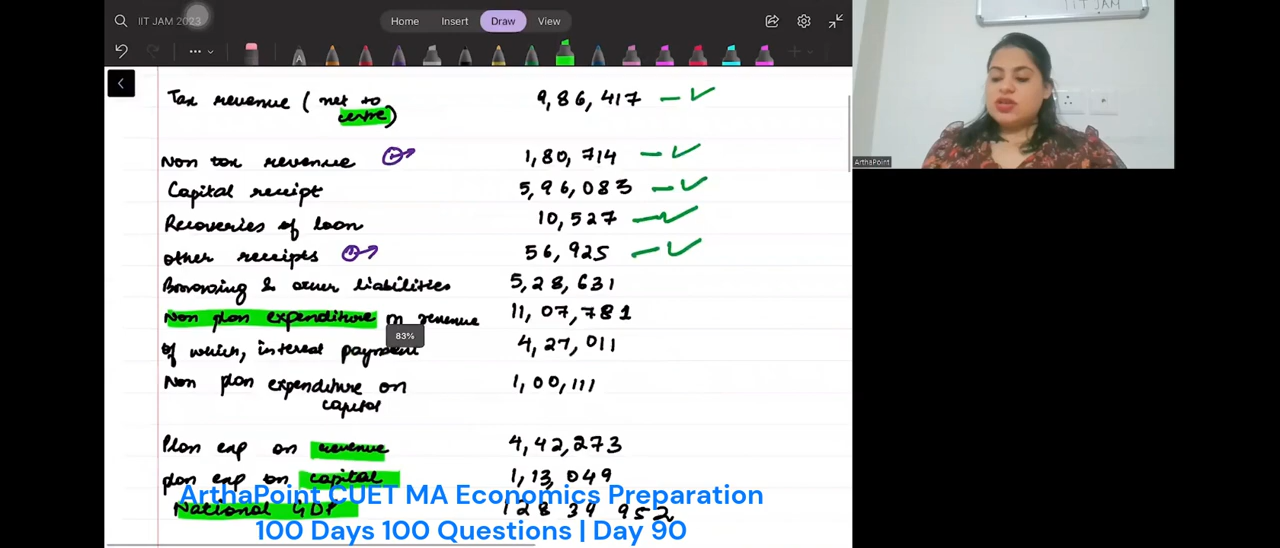 IIT JAM 2023
Home Insert Draw View
IIT JAM
Tax revenue ( net to 9,86,417
centre)
Non tax revenue 1,80,714
Capital receipt 5,96,083
Recoveries of loan 10,527
other receipts 56,925
Borrowing & other liabilities 5,28,631
Non plan expenditure on revenue 11,07,781
83%
of which, interest payment 4,27,011
Non plan expenditure on 1,00,111
capital
Plan exp on revenue 4,42,273
plan exp on capital 1,13,049
National GDP 128 39 952
ArthaPoint
ArthaPoint CUET MA Economics Preparation
100 Days 100 Questions | Day 90